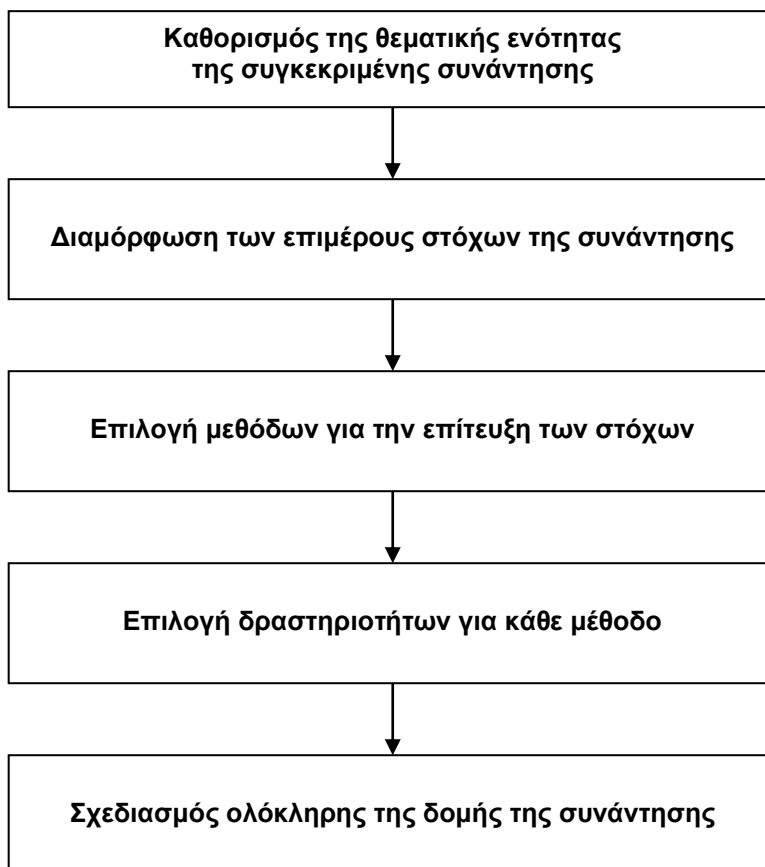 Καθορισμός της θεματικής ενότητας
της συγκεκριμένης συνάντησης
Διαμόρφωση των επιμέρους στόχων της συνάντησης
Επιλογή μεθόδων για την επίτευξη των στόχων
Επιλογή δραστηριοτήτων για κάθε μέθοδο
Σχεδιασμός ολόκληρης της δομής της συνάντησης